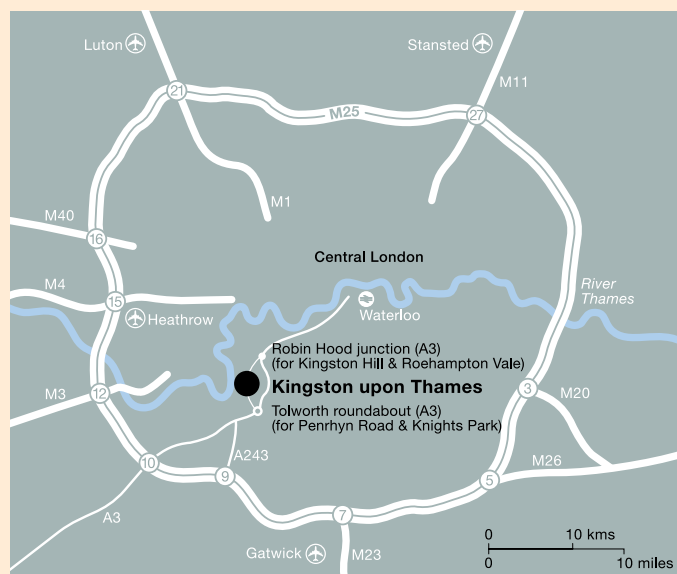 Luton
Stansted
21
M11
M25
27
M1
M40
16
Central London
M4
15
Heathrow
River
Thames
Waterloo
Robin Hood junction (A3)
(for Kingston Hill & Roehampton Vale)
Kingston upon Thames
M3
12
3
M20
Tolworth roundabout (A3)
(for Penrhyn Road & Knights Park)
10
A243
9
M26
5
A3
7
0
10 kms
Gatwick
M23
0
10 miles